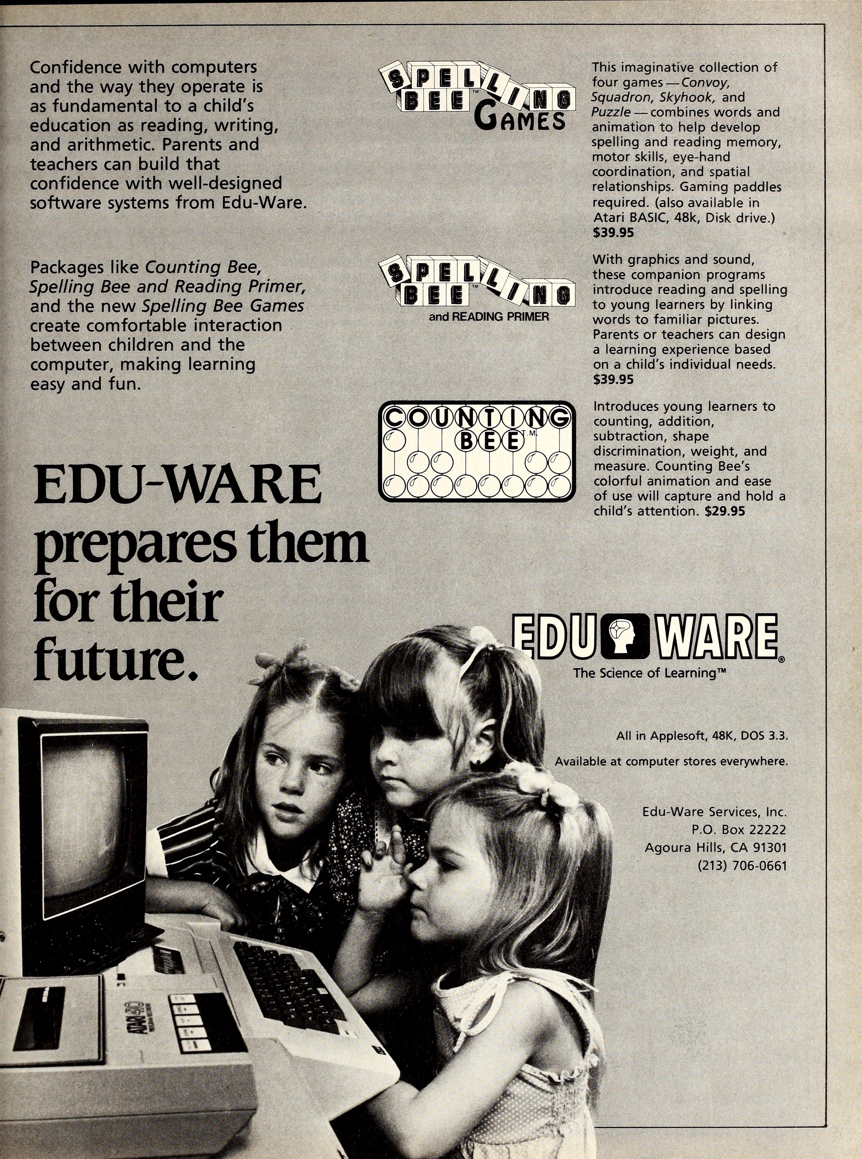 Confidence with computers
and the way they operate is
as fundamental to a child's
education as reading, writing,
and arithmetic. Parents and
teachers can build that
confidence with well-designed
software systems from Edu-Ware.
Packages like Counting Bee,
Spelling Bee and Reading Primer,
and the new Spelling Bee Games
create comfortable interaction
between children and the
computer, making learning
easy and fun.
EDU-WARE
prepares them
for their
future.
SPELLING
BEE™
GAMES
This imaginative collection of
four games — Convoy,
Squadron, Skyhook, and
Puzzle — combines words and
animation to help develop
spelling and reading memory,
motor skills, eye-hand
coordination, and spatial
relationships. Gaming paddles
required. (also available in
Atari BASIC, 48k, Disk drive.)
$39.95
SPELLING
BEE™
and READING PRIMER
With graphics and sound,
these companion programs
introduce reading and spelling
to young learners by linking
words to familiar pictures.
Parents or teachers can design
a learning experience based
on a child's individual needs.
$39.95
COUNTING
BEE™
Introduces young learners to
counting, addition,
subtraction, shape
discrimination, weight, and
measure. Counting Bee's
colorful animation and ease
of use will capture and hold a
child's attention. $29.95
EDU WARE®
The Science of Learning™
All in Applesoft, 48K, DOS 3.3.
Available at computer stores everywhere.
Edu-Ware Services, Inc.
P.O. Box 22222
Agoura Hills, CA 91301
(213) 706-0661
ATARI